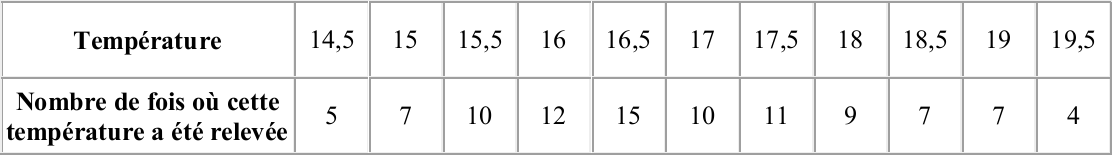 Température 14,5 15 15,5 16 16,5 17 17,5 18 18,5 19 19,5
Nombre de fois où cette
température a été relevée 5 7 10 12 15 10 11 9 7 7 4